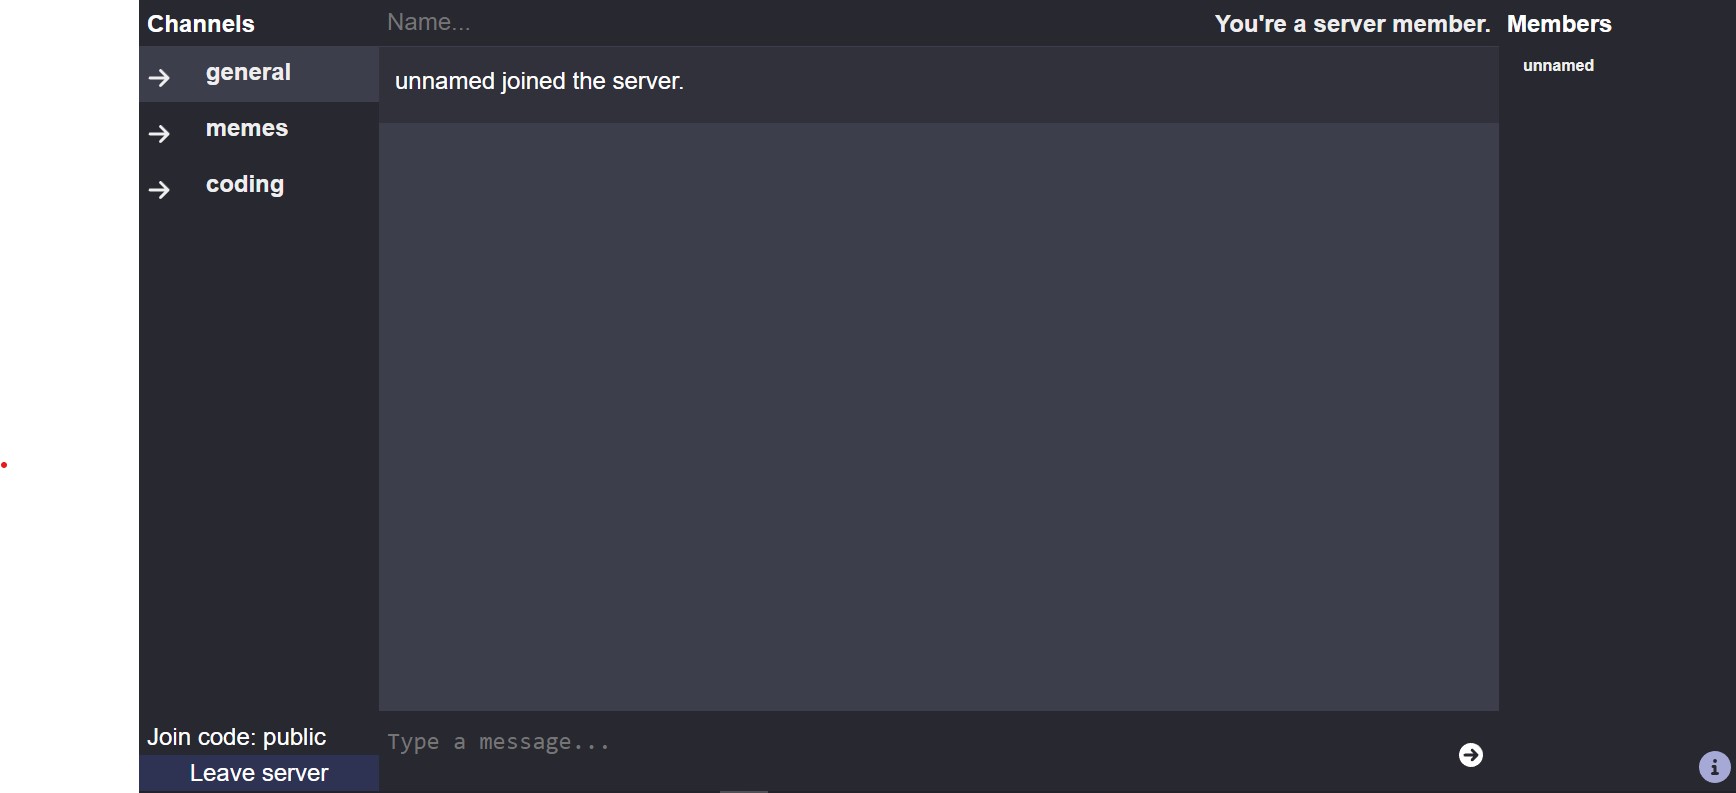 Channels
Name...
You're a server member.
Members
general
memes
coding
unnamed joined the server.
unnamed
Join code: public
Leave server
Type a message...
i